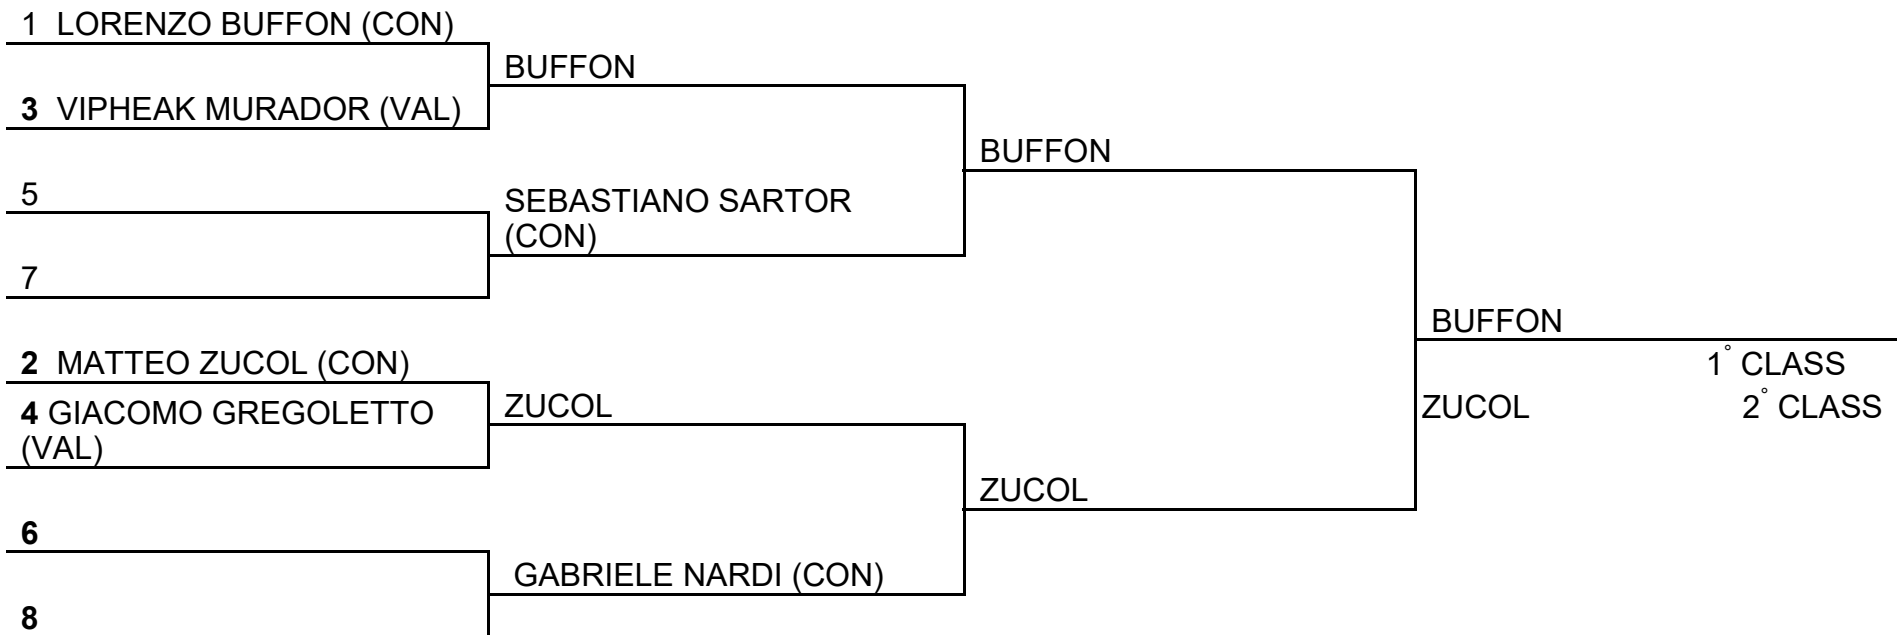 1 LORENZO BUFFON (CON)
BUFFON
3 VIPHEAK MURADOR (VAL)
BUFFON
5
SEBASTIANO SARTOR
(CON)
7
BUFFON
1° CLASS
2 MATTEO ZUCOL (CON)
4 GIACOMO GREGOLETTO
(VAL)
ZUCOL
ZUCOL 2° CLASS
ZUCOL
6
GABRIELE NARDI (CON)
8